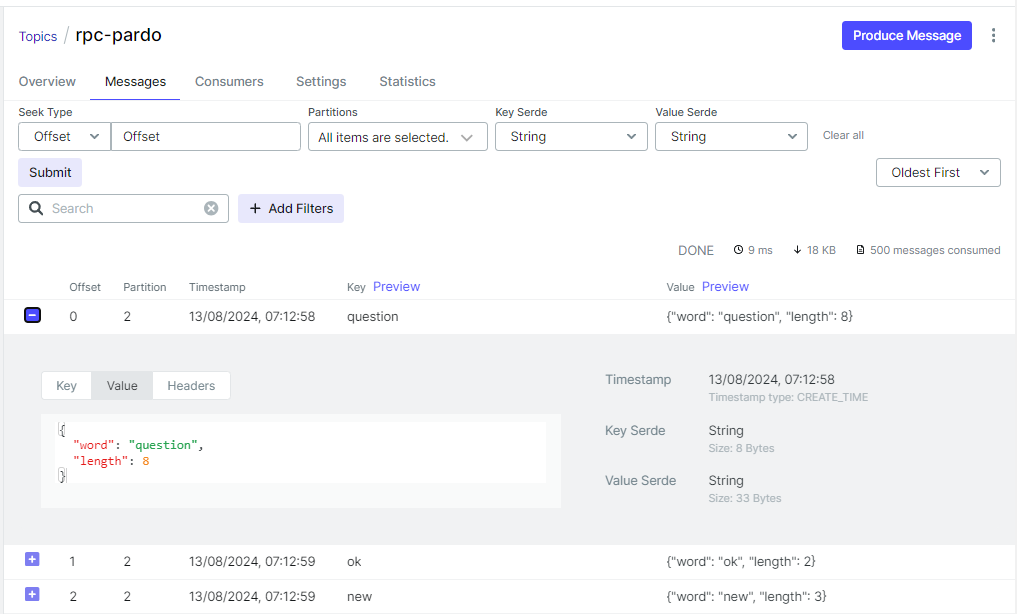 Topics / rpc-pardo
Produce Message
Overview Messages Consumers Settings Statistics
Seek Type Partitions Key Serde Value Serde
Offset Offset All items are selected. String String Clear all
Submit Oldest First
Search + Add Filters
DONE 9 ms 18 KB 500 messages consumed
Offset Partition Timestamp Key Preview Value Preview
0 2 13/08/2024, 07:12:58 question {"word": "question", "length": 8}
Key Value Headers
{
"word": "question",
"length": 8
}
Timestamp 13/08/2024, 07:12:58
Timestamp type: CREATE_TIME
Key Serde String
Size: 8 Bytes
Value Serde String
Size: 33 Bytes
1 2 13/08/2024, 07:12:59 ok {"word": "ok", "length": 2}
2 2 13/08/2024, 07:12:59 new {"word": "new", "length": 3}